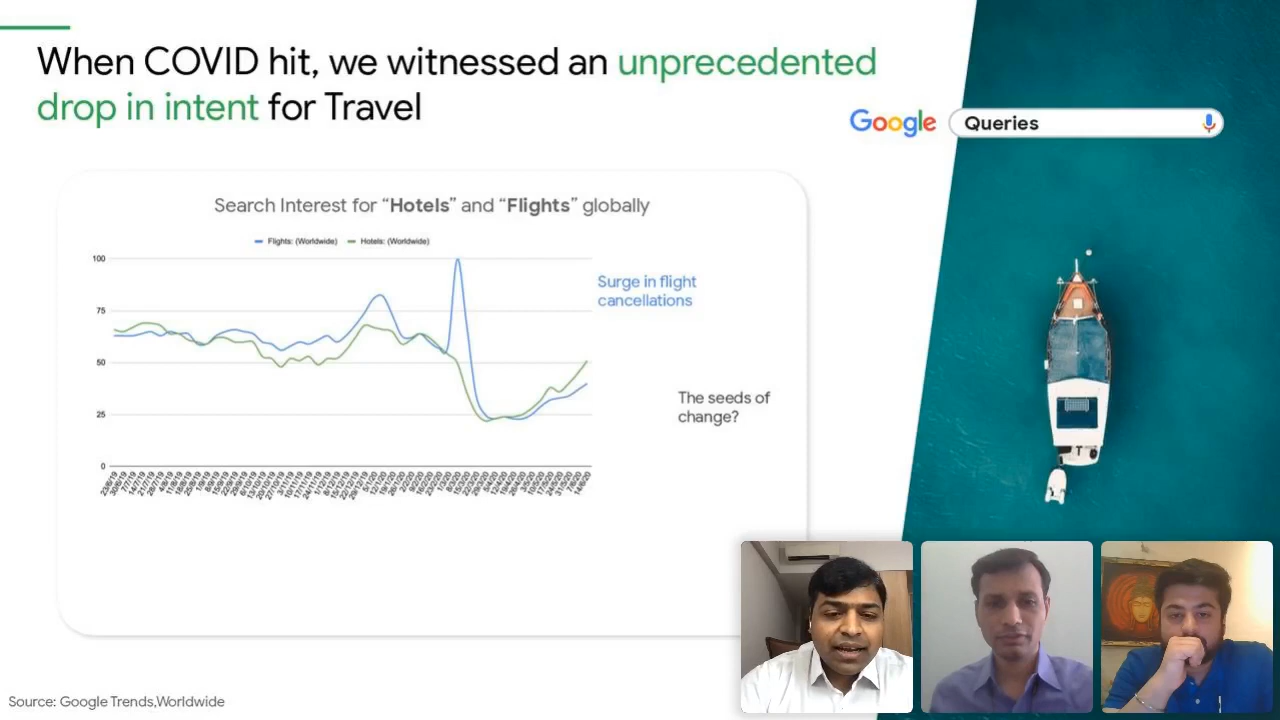 When COVID hit, we witnessed an unprecedented
drop in intent for Travel
Google Queries
Search Interest for “Hotels” and “Flights” globally
Flights: (Worldwide) Hotels: (Worldwide)
100
75
50
25
0
Surge in flight
cancellations
The seeds of
change?
Source: Google Trends,Worldwide